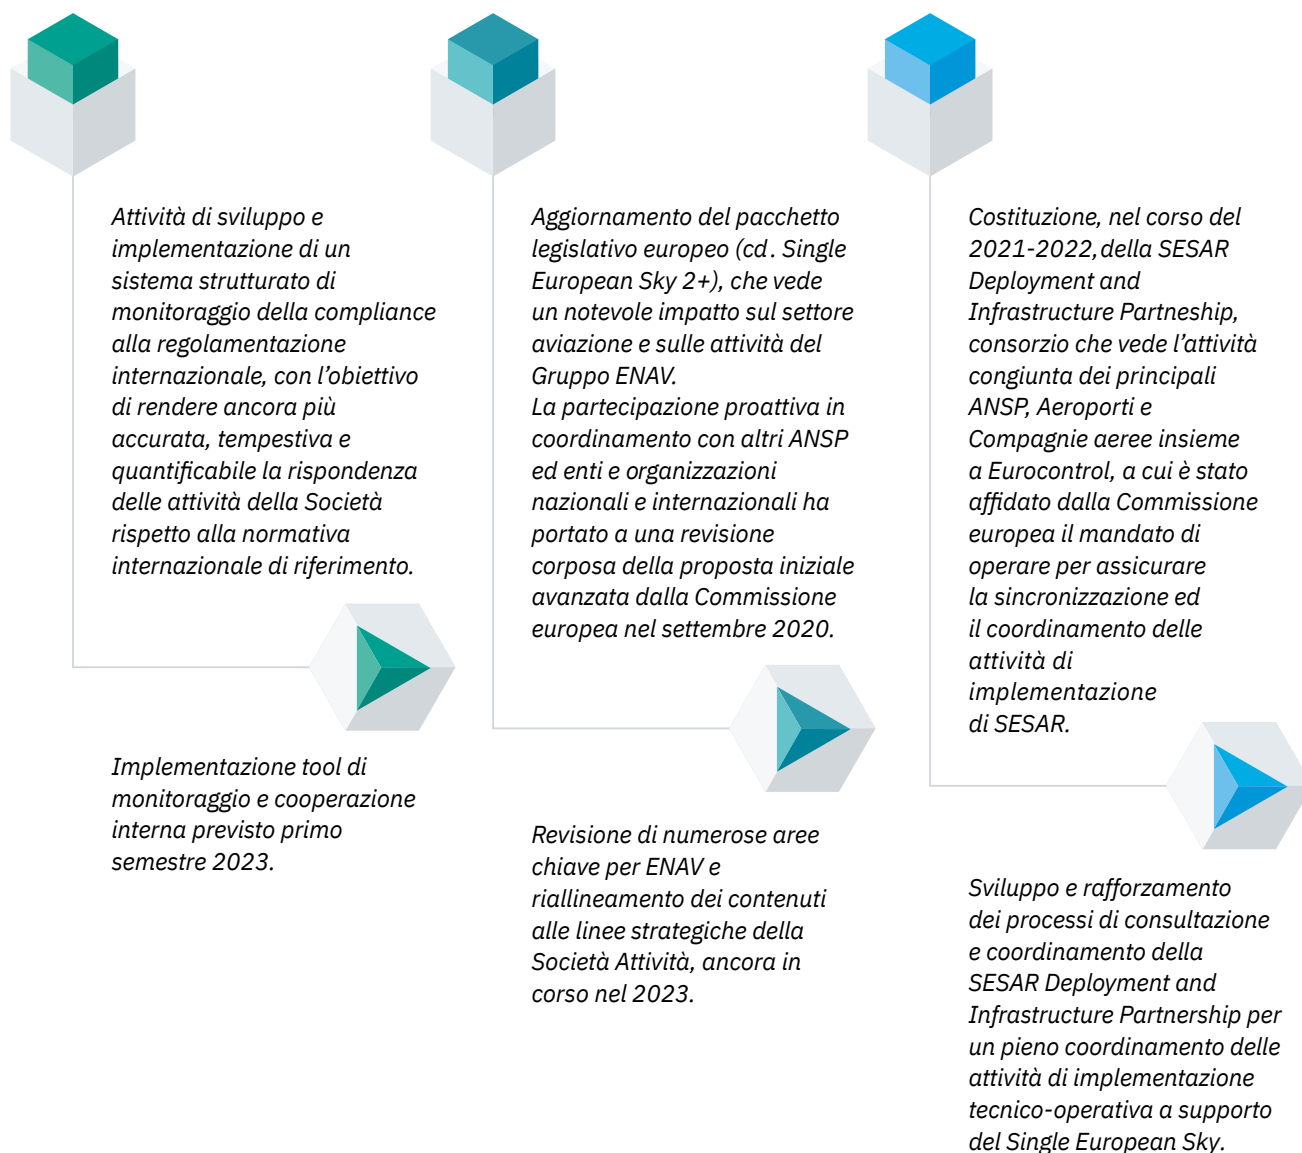 Attività di sviluppo e
implementazione di un
sistema strutturato di
monitoraggio della compliance
alla regolamentazione
internazionale, con l’obiettivo
di rendere ancora più
accurata, tempestiva e
quantificabile la rispondenza
delle attività della Società
rispetto alla normativa
internazionale di riferimento.
Implementazione tool di
monitoraggio e cooperazione
interna previsto primo
semestre 2023.
Aggiornamento del pacchetto
legislativo europeo (cd. Single
European Sky 2+), che vede
un notevole impatto sul settore
aviazione e sulle attività del
Gruppo ENAV.
La partecipazione proattiva in
coordinamento con altri ANSP
ed enti e organizzazioni
nazionali e internazionali ha
portato a una revisione
corposa della proposta iniziale
avanzata dalla Commissione
europea nel settembre 2020.
Revisione di numerose aree
chiave per ENAV e
riallineamento dei contenuti
alle linee strategiche della
Società Attività, ancora in
corso nel 2023.
Costituzione, nel corso del
2021-2022, della SESAR
Deployment and
Infrastructure Partneship,
consorzio che vede l’attività
congiunta dei principali
ANSP, Aeroporti e
Compagnie aeree insieme
a Eurocontrol, a cui è stato
affidato dalla Commissione
europea il mandato di
operare per assicurare
la sincronizzazione ed
il coordinamento delle
attività di
implementazione
di SESAR.
Sviluppo e rafforzamento
dei processi di consultazione
e coordinamento della
SESAR Deployment and
Infrastructure Partnership per
un pieno coordinamento delle
attività di implementazione
tecnico-operativa a supporto
del Single European Sky.